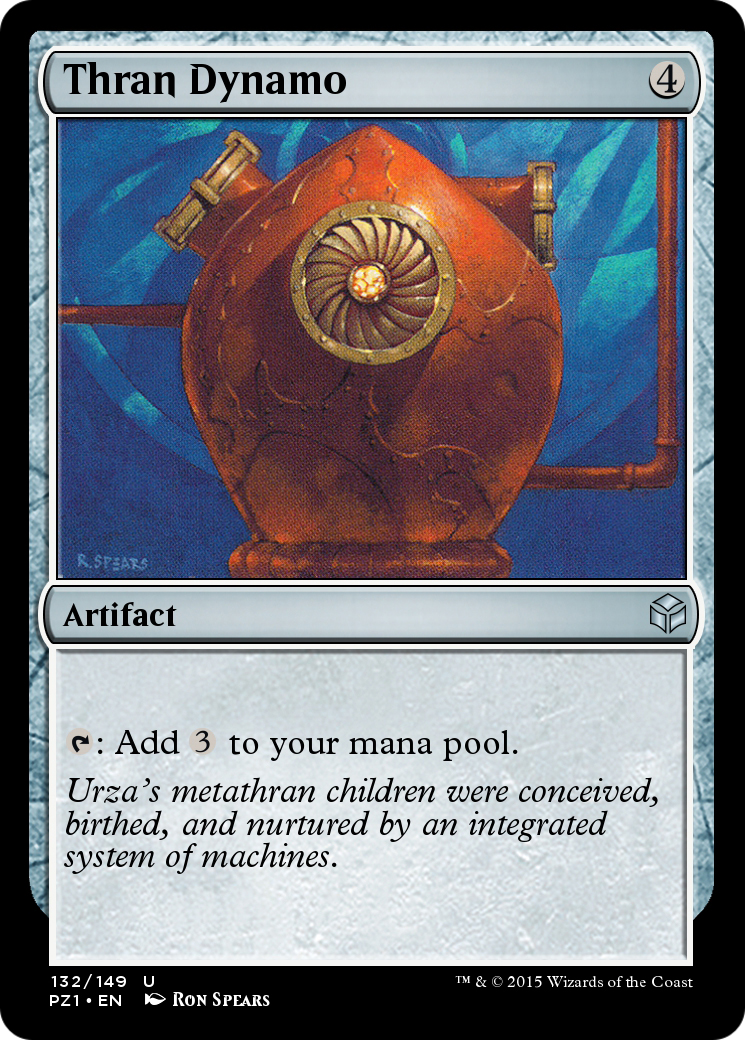 Thran Dynamo 4
R. SPEARS
Artifact
: Add 3 to your mana pool.
Urza's metathran children were conceived,
birthed, and nurtured by an integrated
system of machines.
132/149 U
™ & © 2015 Wizards of the Coast
PZ1 • EN Ron Spears